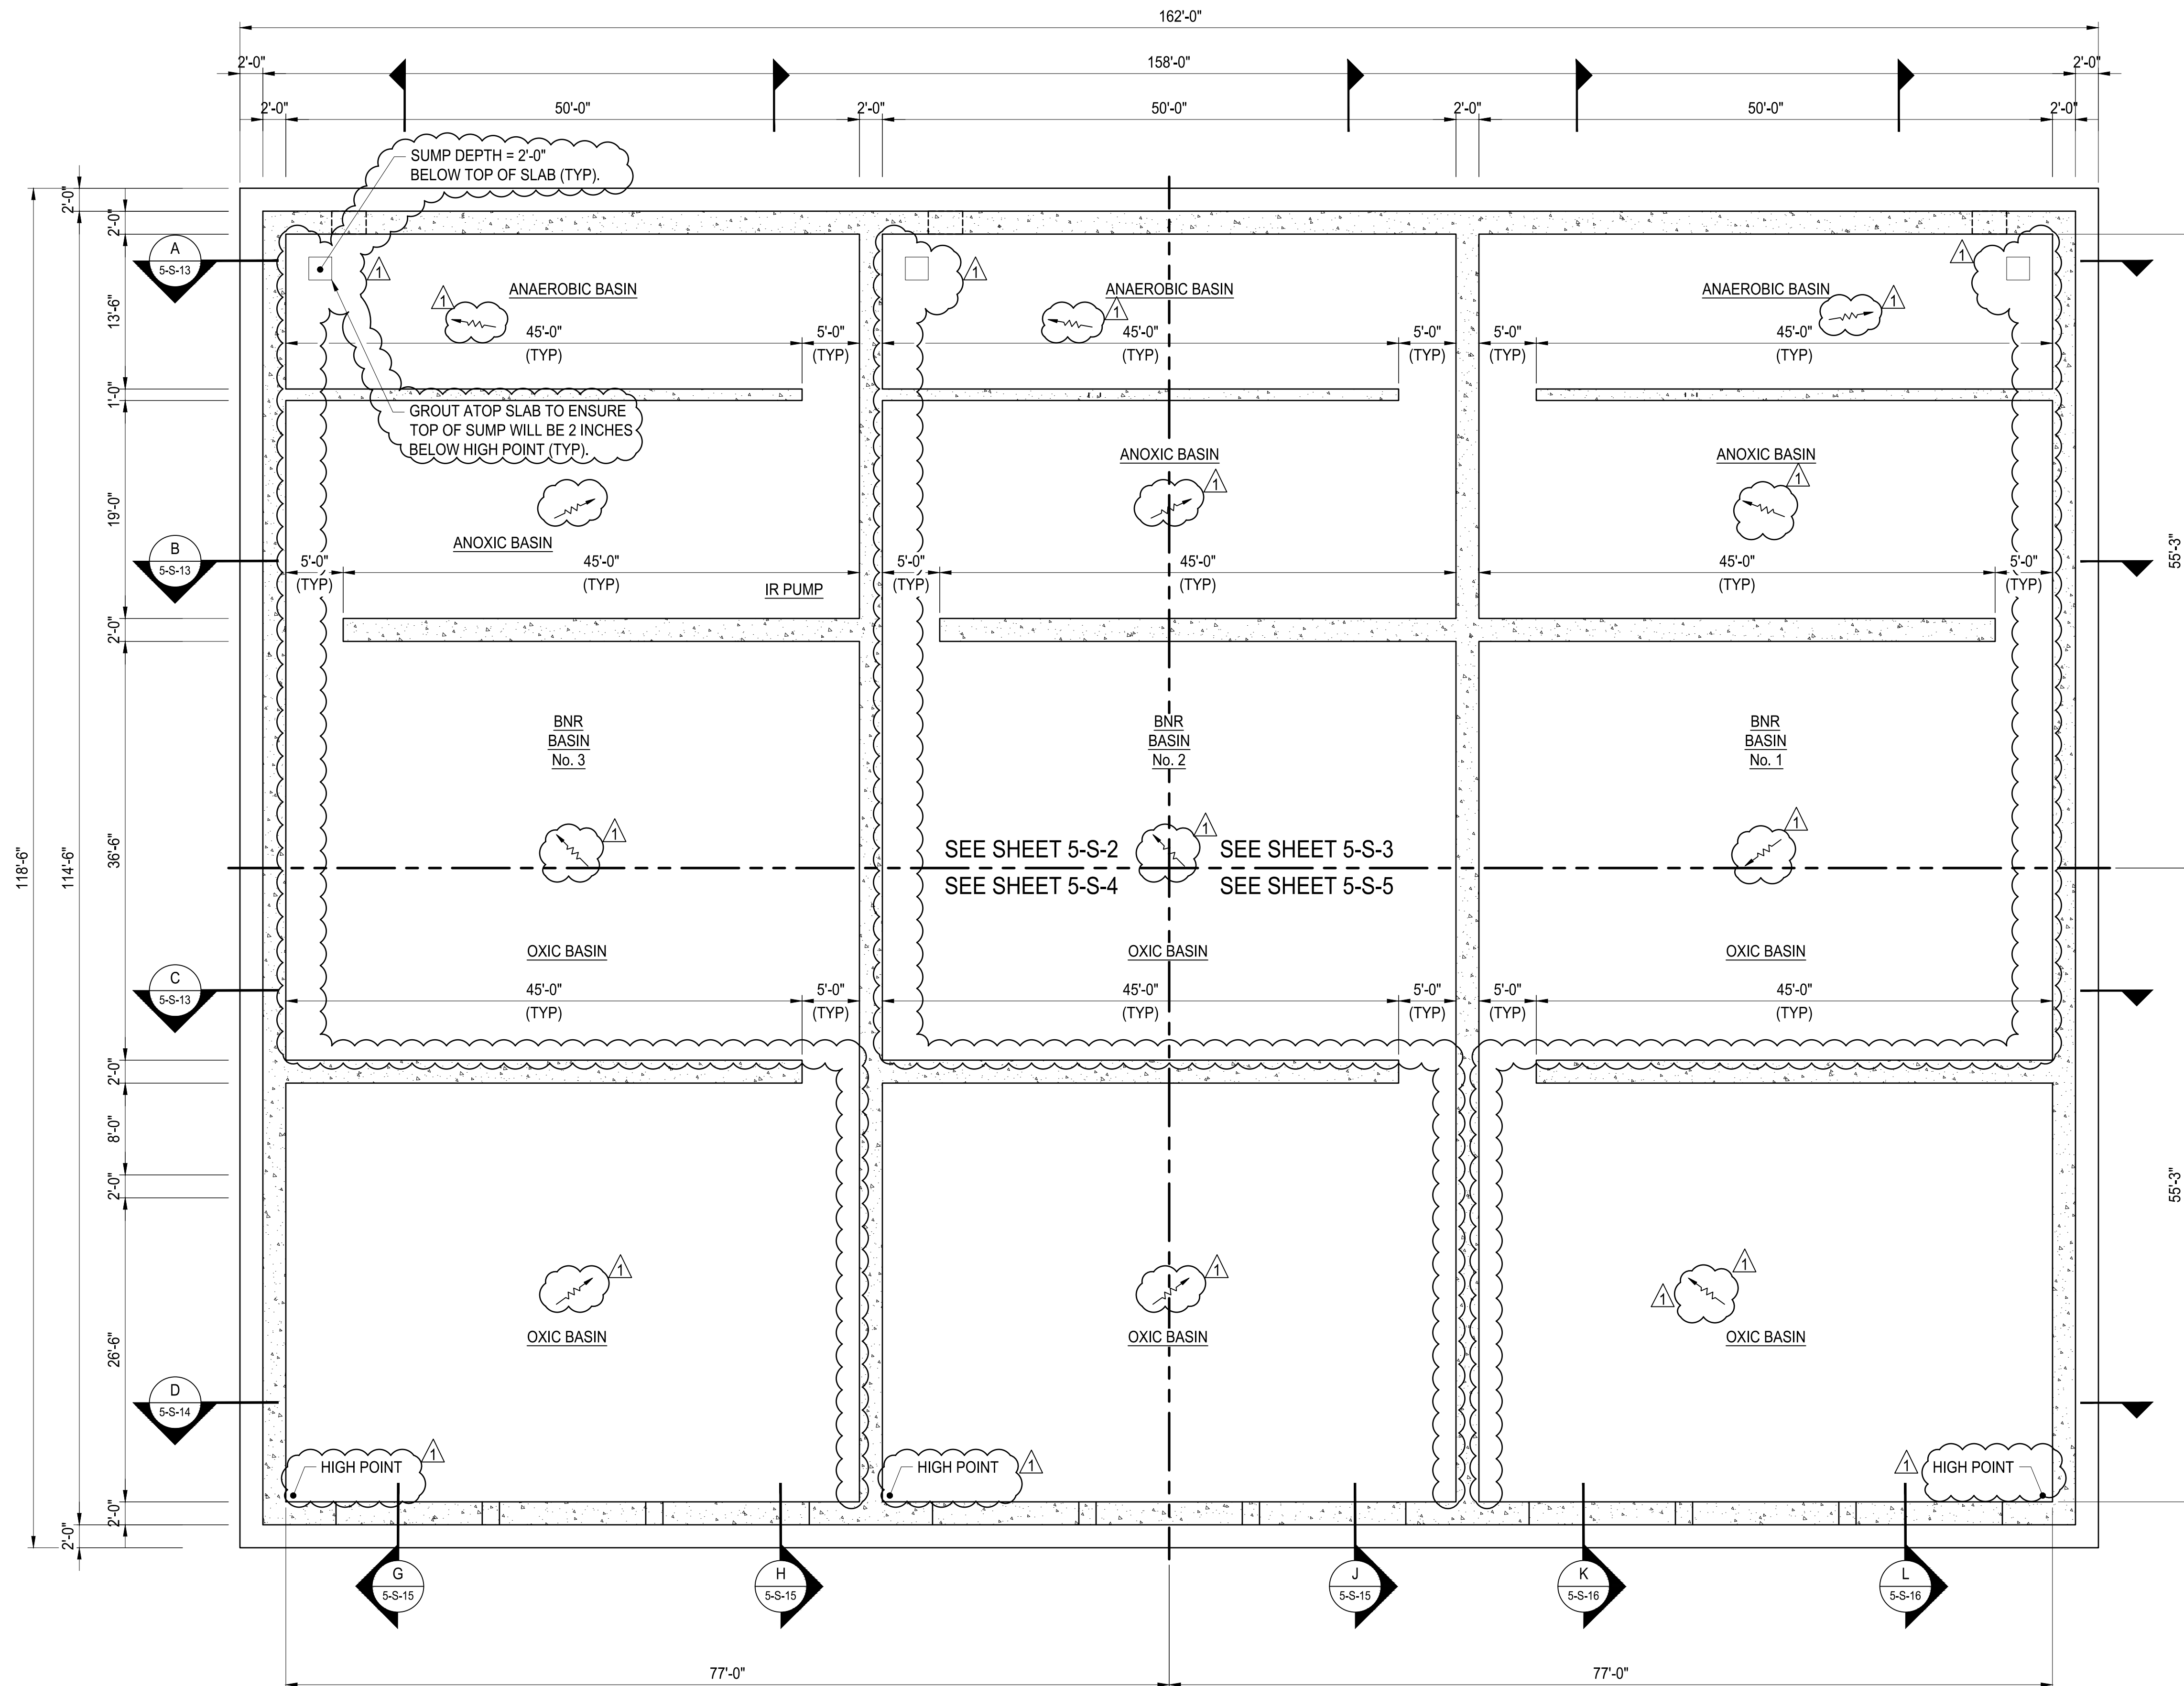 162'-0"
2'-0"
158'-0"
2'-0"
2'-0"
50'-0"
2'-0"
50'-0"
2'-0"
50'-0"
2'-0"
SUMP DEPTH = 2'-0"
BELOW TOP OF SLAB (TYP).
2'-0"
2'-0"
A
5-S-13
1
1
1
ANAEROBIC BASIN
ANAEROBIC BASIN
ANAEROBIC BASIN
1
1
1
13'-6"
45'-0"
(TYP)
5'-0"
(TYP)
45'-0"
(TYP)
5'-0"
(TYP)
5'-0"
(TYP)
45'-0"
(TYP)
1'-0"
GROUT ATOP SLAB TO ENSURE
TOP OF SUMP WILL BE 2 INCHES
BELOW HIGH POINT (TYP).
ANOXIC BASIN
ANOXIC BASIN
1
1
19'-0"
ANOXIC BASIN
B
5-S-13
55'-3"
5'-0"
(TYP)
45'-0"
(TYP)
5'-0"
(TYP)
45'-0"
(TYP)
45'-0"
(TYP)
5'-0"
(TYP)
IR PUMP
2'-0"
BNR
BASIN
No. 3
BNR
BASIN
No. 2
BNR
BASIN
No. 1
1
1
1
118'-6"
114'-6"
36'-6"
SEE SHEET 5-S-2
SEE SHEET 5-S-3
SEE SHEET 5-S-4
SEE SHEET 5-S-5
OXIC BASIN
OXIC BASIN
OXIC BASIN
C
5-S-13
45'-0"
(TYP)
5'-0"
(TYP)
45'-0"
(TYP)
5'-0"
(TYP)
5'-0"
(TYP)
45'-0"
(TYP)
2'-0"
8'-0"
2'-0"
55'-3"
1
1
1
1
26'-6"
OXIC BASIN
OXIC BASIN
OXIC BASIN
D
5-S-14
HIGH POINT
1
HIGH POINT
1
1
HIGH POINT
2'-0"
2'-0"
G
5-S-15
H
5-S-15
J
5-S-15
K
5-S-16
L
5-S-16
77'-0"
77'-0"